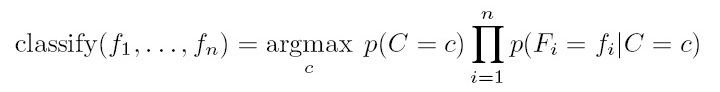 classify(f₁, . . . , fₙ) = argmax_c p(C = c) ∏_{i=1}^{n} p(Fᵢ = fᵢ|C = c)